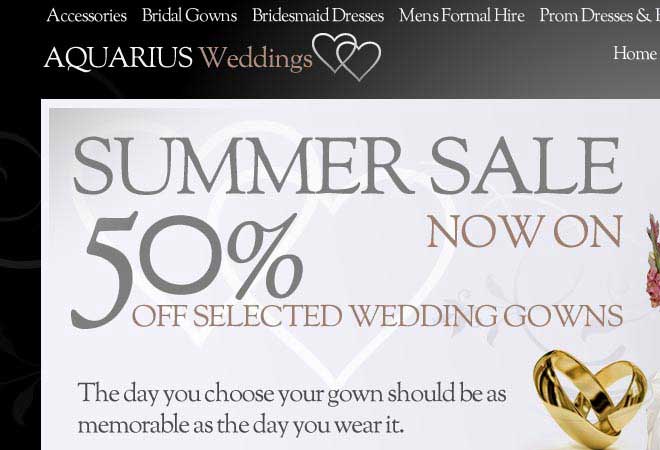 Accessories Bridal Gowns Bridesmaid Dresses Mens Formal Hire Prom Dresses &
AQUARIUS Weddings
Home
SUMMER SALE
50%
NOW ON
OFF SELECTED WEDDING GOWNS
The day you choose your gown should be as
memorable as the day you wear it.